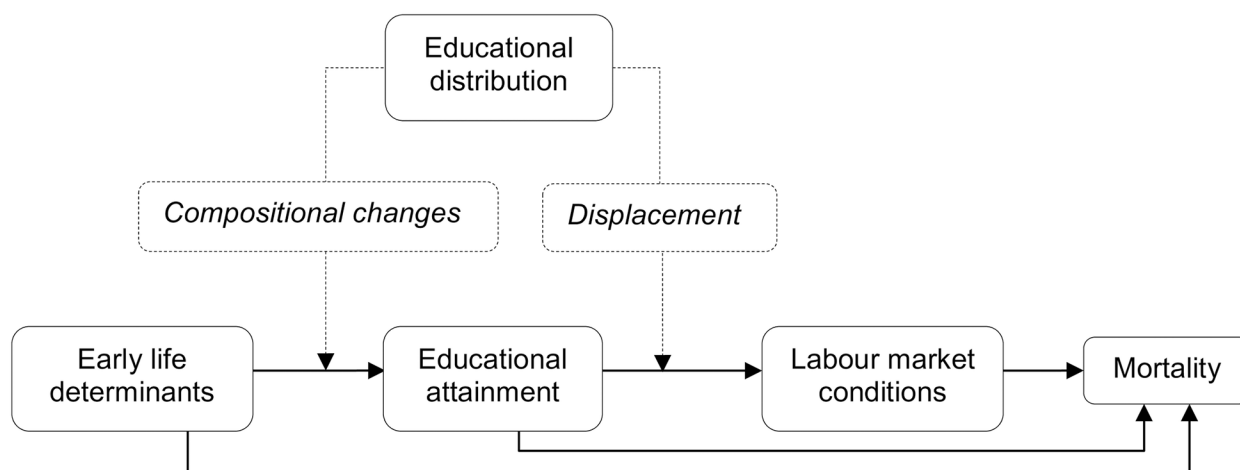 Educational
distribution
Compositional changes
Displacement
Early life
determinants
Educational
attainment
Labour market
conditions
Mortality